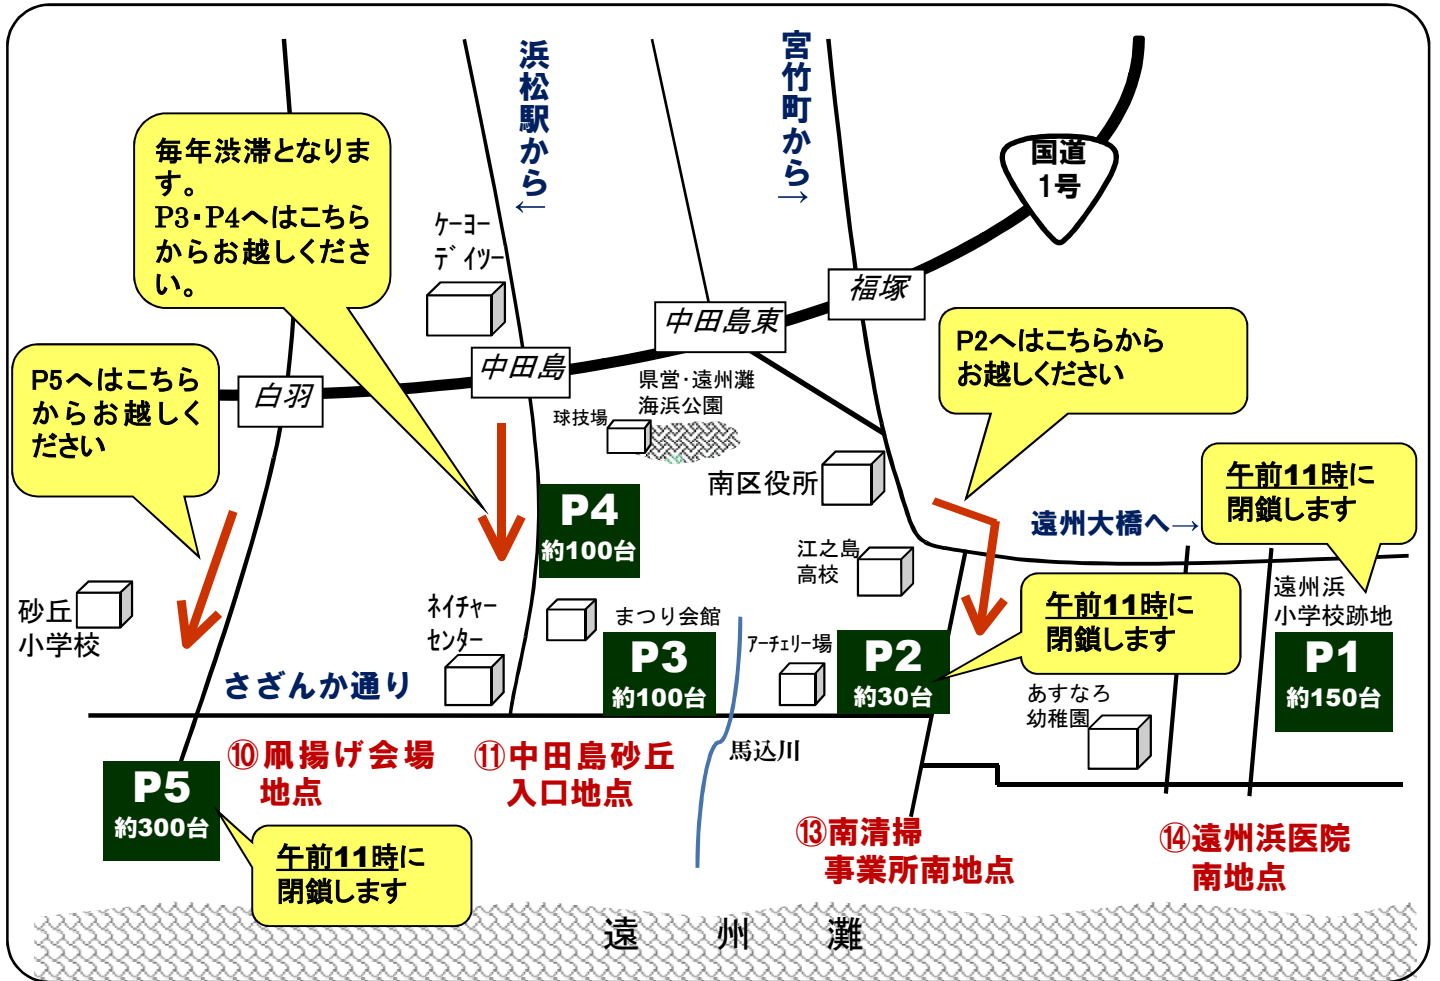 浜松駅から
↓
宮竹町から
↓
国道
1号
毎年渋滞となりま
す。
P3・P4へはこちら
からお越しくださ
い。
ケーヨー
デイツー
福塚
中田島東
中田島
白羽
P2へはこちらから
お越しください
P5へはこちら
からお越しく
ださい
県営・遠州灘
海浜公園
球技場
南区役所
午前11時に
閉鎖します
遠州大橋へ→
P4
約100台
江之島
高校
遠州浜
小学校跡地
砂丘
小学校
ネイチャー
センター
まつり会館
アーチェリー場
午前11時に
閉鎖します
P3
約100台
P2
約30台
P1
約150台
さざんか通り
あすなろ
幼稚園
馬込川
⑩凧揚げ会場
地点
⑪中田島砂丘
入口地点
P5
約300台
午前11時に
閉鎖します
⑬南清掃
事業所南地点
⑭遠州浜医院
南地点
遠州灘